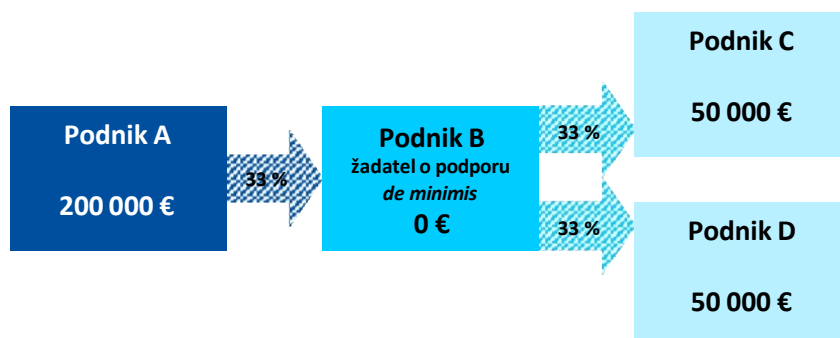 Podnik A
200 000 €
33 %
Podnik B
žadatel o podporu
de minimis
0 €
33 %
33 %
Podnik C
50 000 €
Podnik D
50 000 €